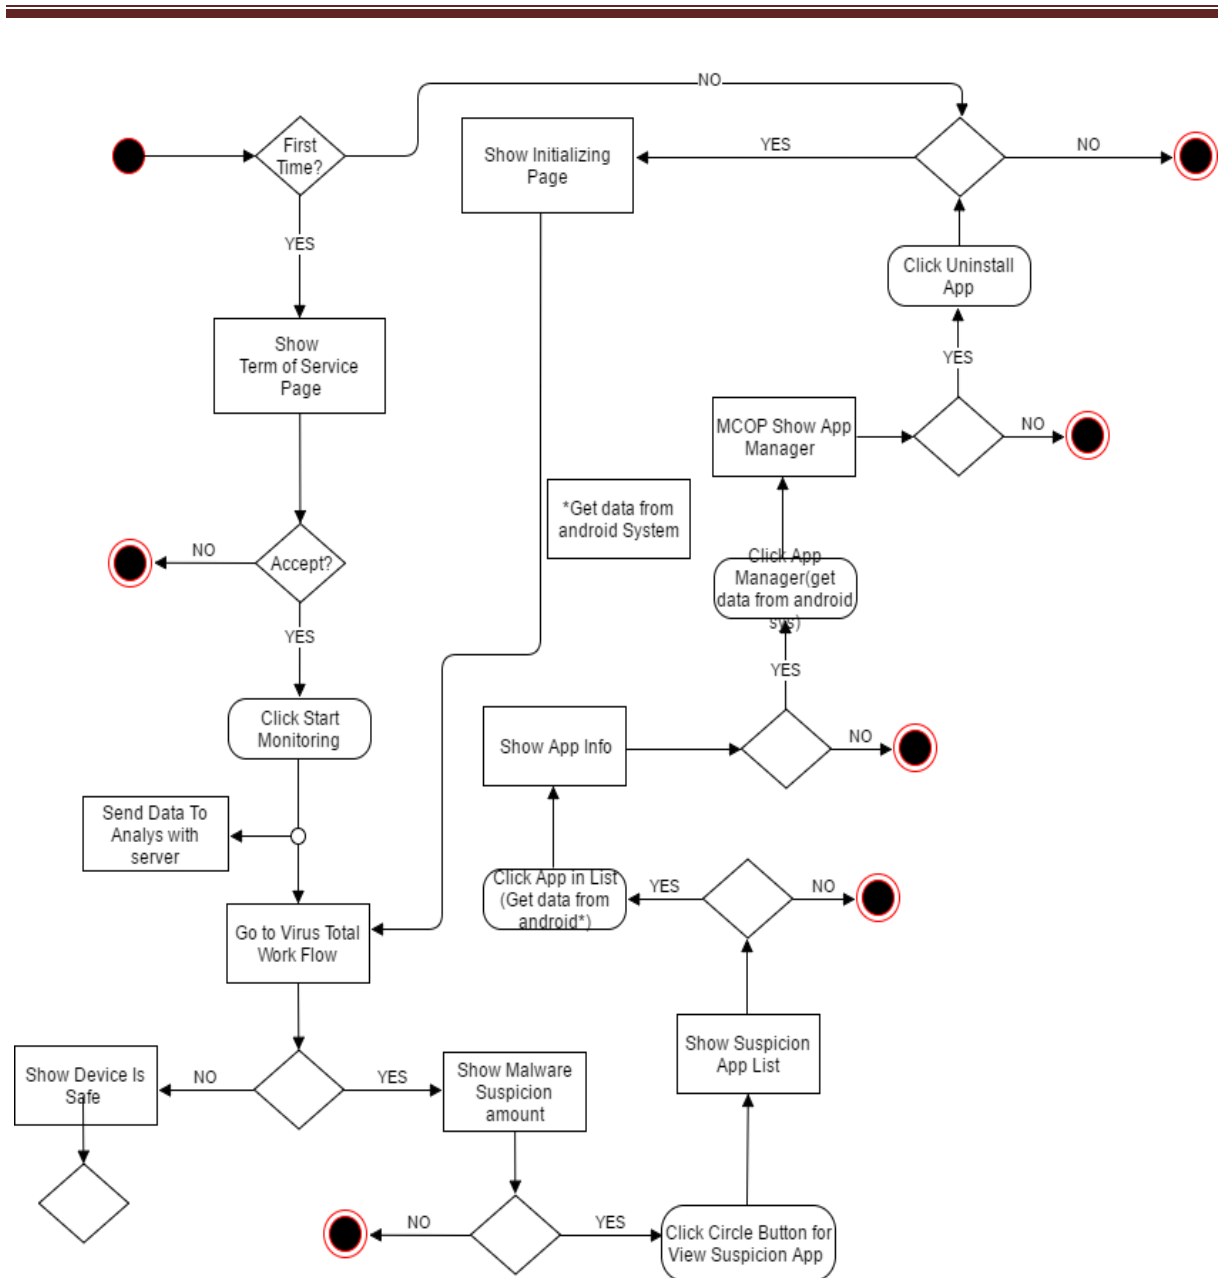 NO
First
Time?
Show Initializing
Page
YES
NO
YES
Click Uninstall
App
Show
Term of Service
Page
YES
MCOP Show App
Manager
NO
*Get data from
android System
NO
Accept?
Click App
Manager(get
data from android
sys)
YES
YES
Click Start
Monitoring
Show App Info
NO
Send Data To
Analys with
server
Click App in List
(Get data from
android*)
YES
NO
Go to Virus Total
Work Flow
Show Suspicion
App List
Show Device Is
Safe
NO
YES
Show Malware
Suspicion
amount
NO
YES
Click Circle Button for
View Suspicion App